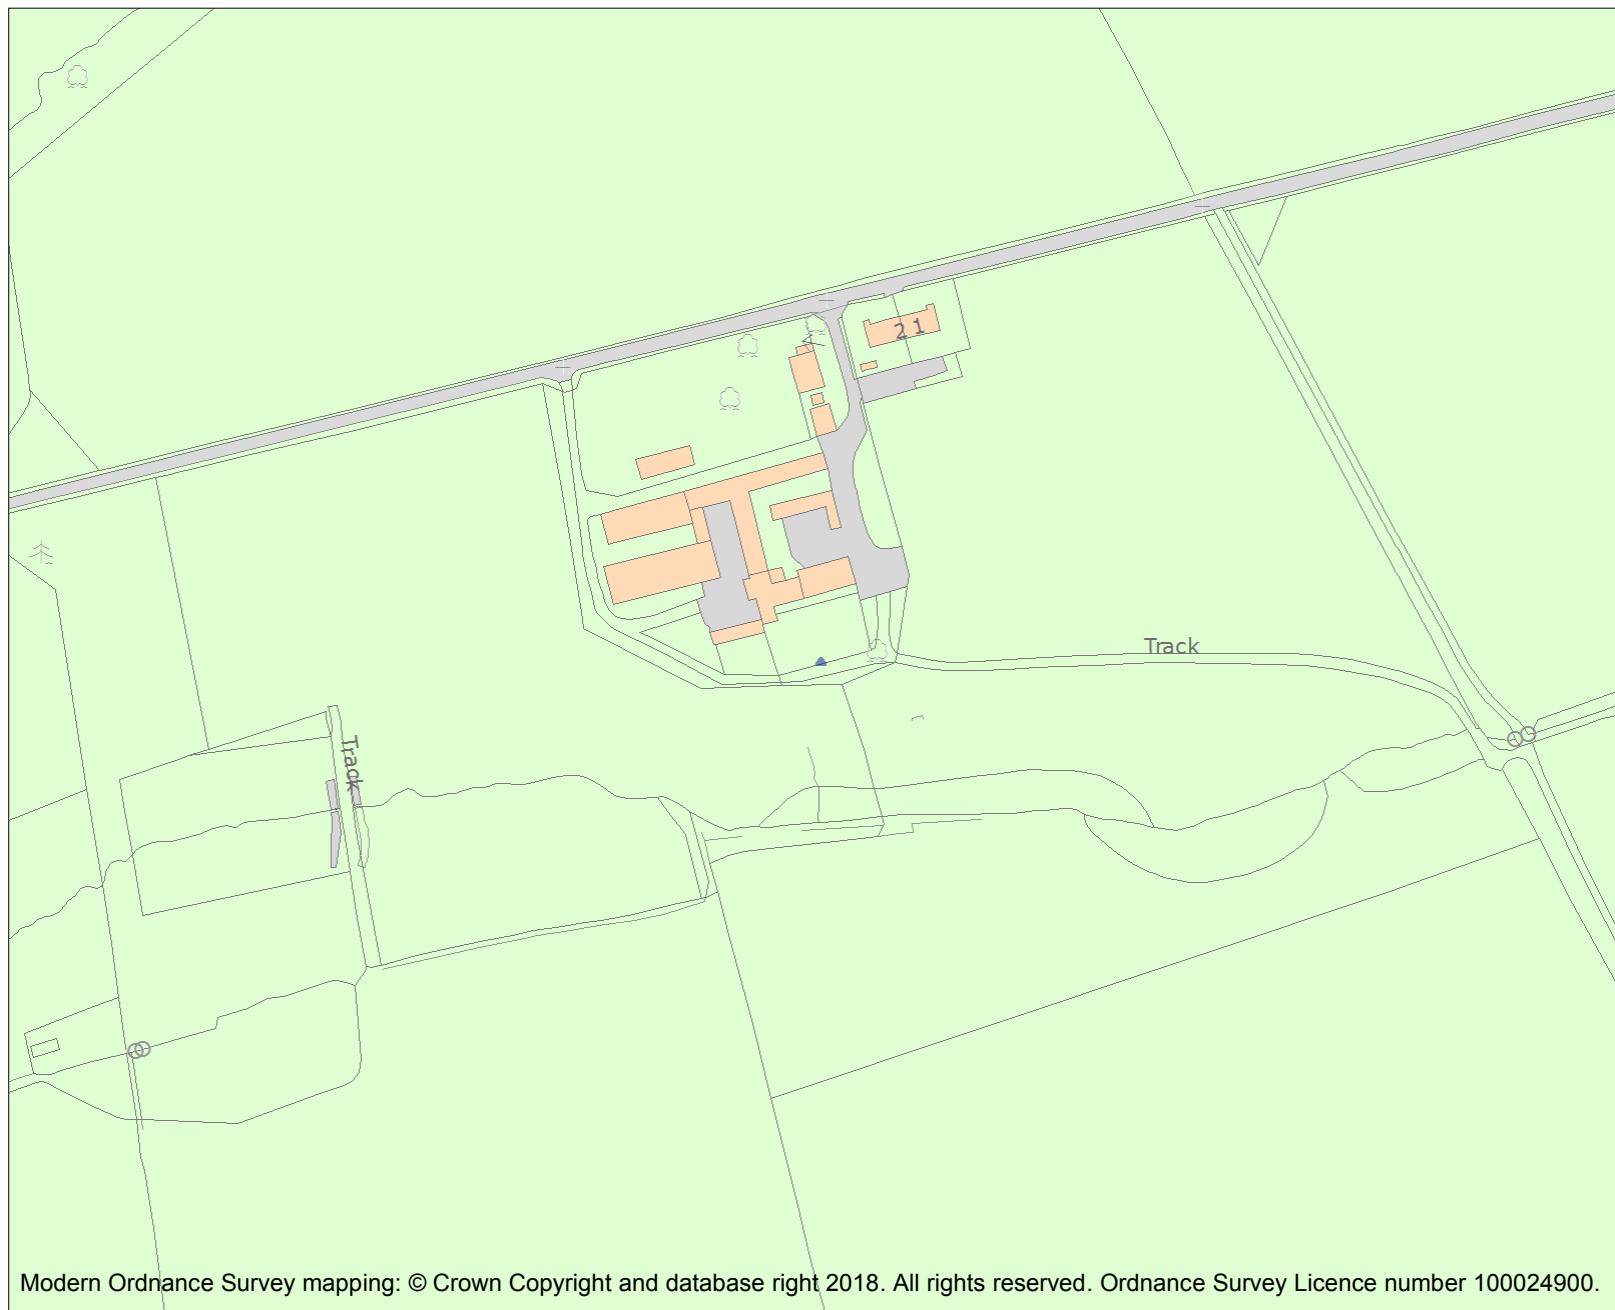 2 1
Track
Track
Modern Ordnance Survey mapping: © Crown Copyright and database right 2018. All rights reserved. Ordnance Survey Licence number 100024900.